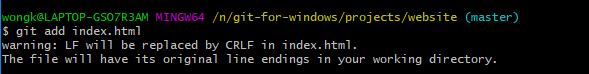 wongk@LAPTOP-GSO7R3AM MINGW64 /n/git-for-windows/projects/website (master)
$ git add index.html
warning: LF will be replaced by CRLF in index.html.
The file will have its original line endings in your working directory.